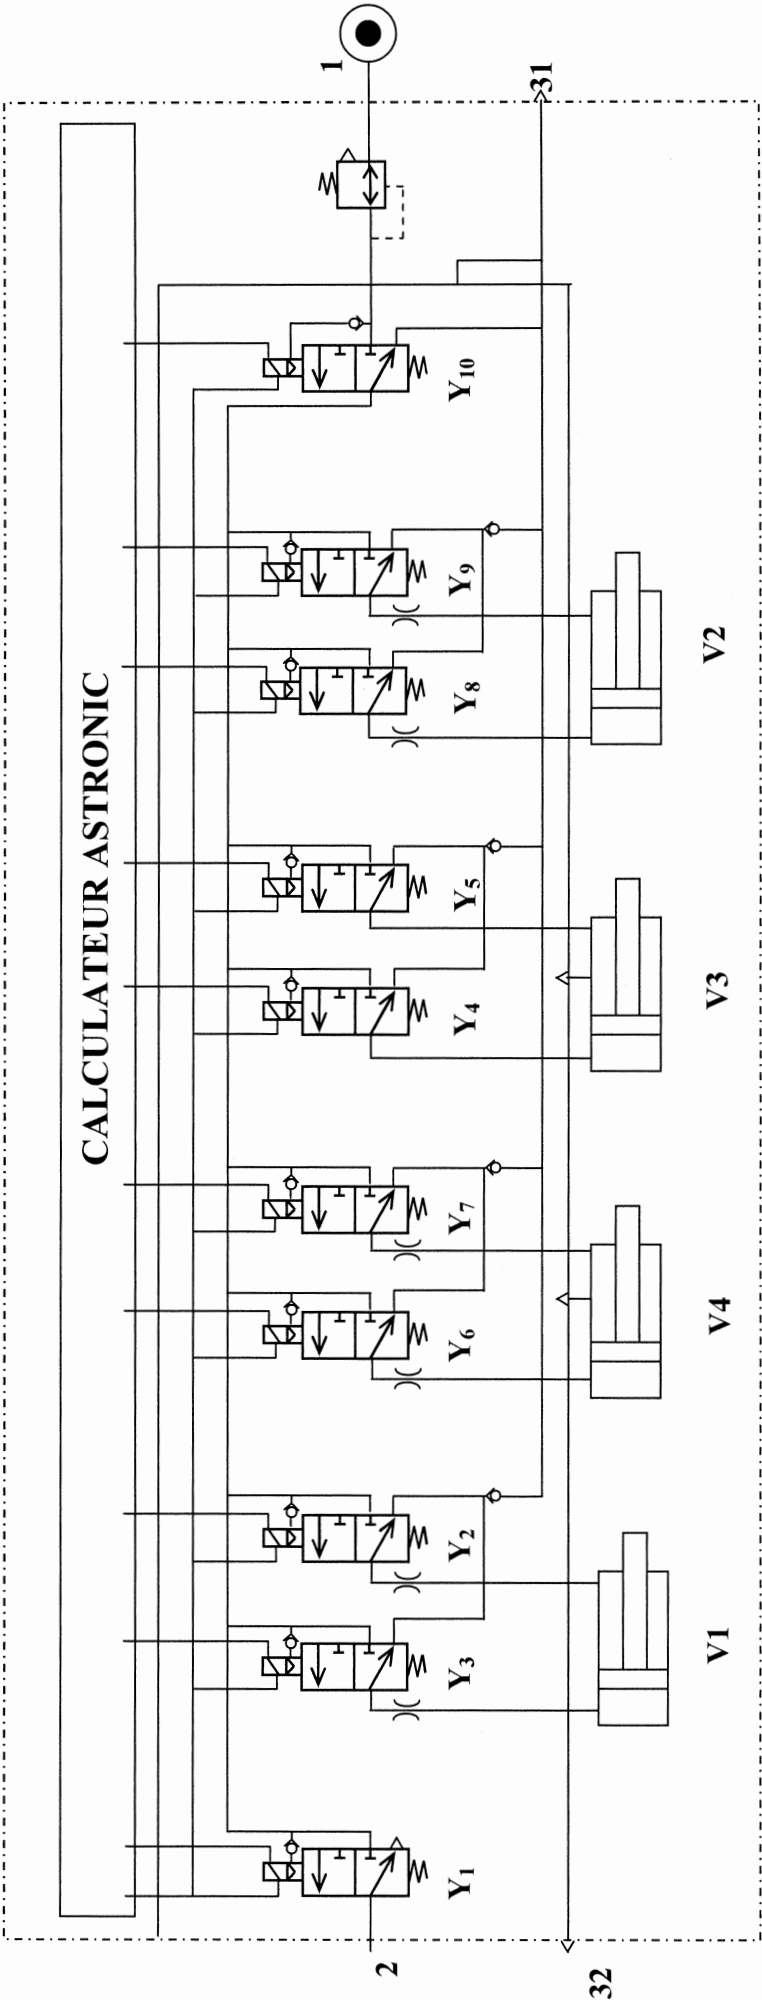 CALCULATEUR ASTRONIC
1
31
Y10
Y9
Y8
Y5
Y4
Y7
Y6
Y2
Y3
Y1
V2
V3
V4
V1
2
32